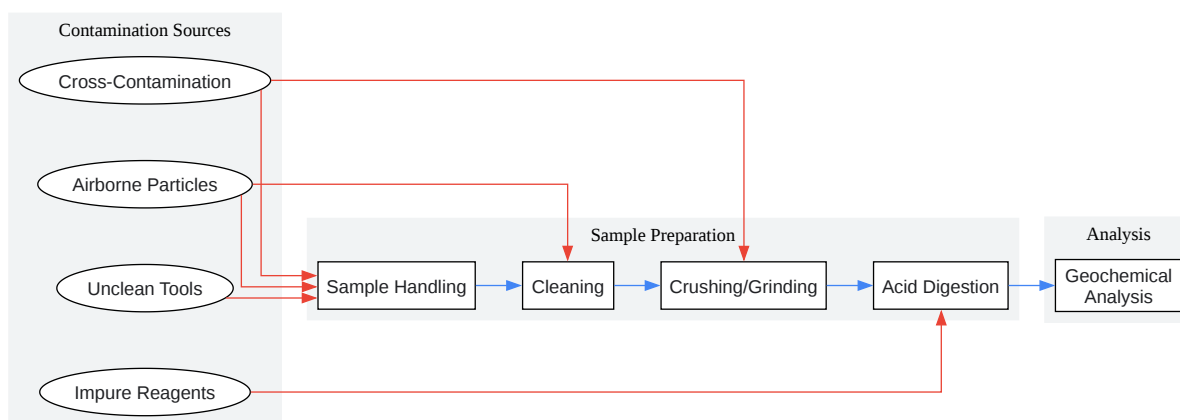 Contamination Sources
Cross-Contamination
Airborne Particles
Unclean Tools
Impure Reagents
Sample Preparation
Sample Handling
Cleaning
Crushing/Grinding
Acid Digestion
Analysis
Geochemical
Analysis